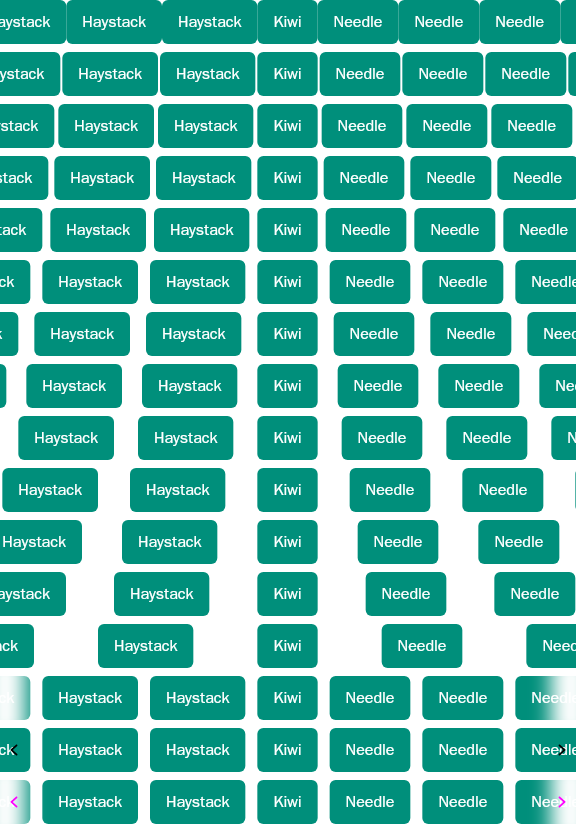 aystack Haystack Haystack Kiwi Needle Needle Needle
ystack Haystack Haystack Kiwi Needle Needle Needle
stack Haystack Haystack Kiwi Needle Needle Needle
stack Haystack Haystack Kiwi Needle Needle Needle
tack Haystack Haystack Kiwi Needle Needle Needle
ck Haystack Haystack Kiwi Needle Needle Needle
k Haystack Haystack Kiwi Needle Needle Need
Haystack Haystack Kiwi Needle Needle Ne
Haystack Haystack Kiwi Needle Needle N
Haystack Haystack Kiwi Needle Needle
Haystack Haystack Kiwi Needle Needle
aystack Haystack Kiwi Needle Needle
ack Haystack Kiwi Needle Need
ck Haystack Haystack Kiwi Needle Needle Needle
ck Haystack Haystack Kiwi Needle Needle Needle
Haystack Haystack Kiwi Needle Needle Nee